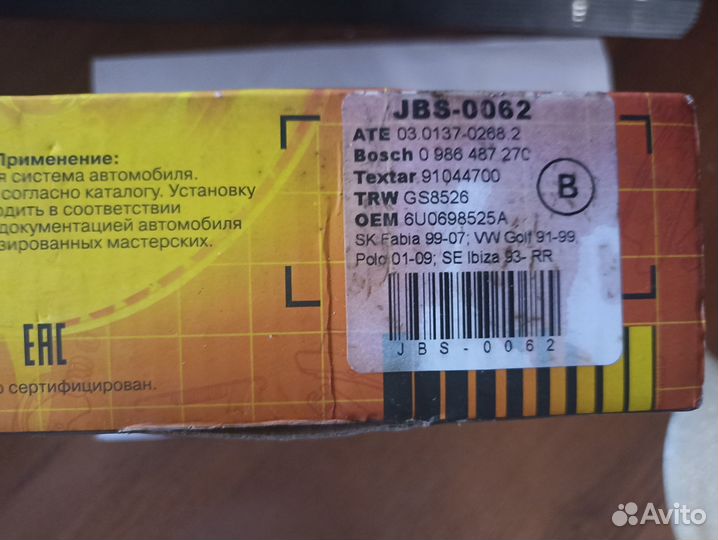 Применение:
я система автомобиля.
согласно каталогу. Установку
одить в соответствии
документацией автомобиля
зированных мастерских.
EAC
о сертифицирован.
JBS-0062
ATE 03.0137-0268.2
Bosch 0 986 487 270
Textar 91044700
TRW GS8526
OEM 6U0698525A
B
SK Fabia 99-07; VW Golf 91-99
Polo 01-09; SE Ibiza 93- RR
JBS-0062
Avito